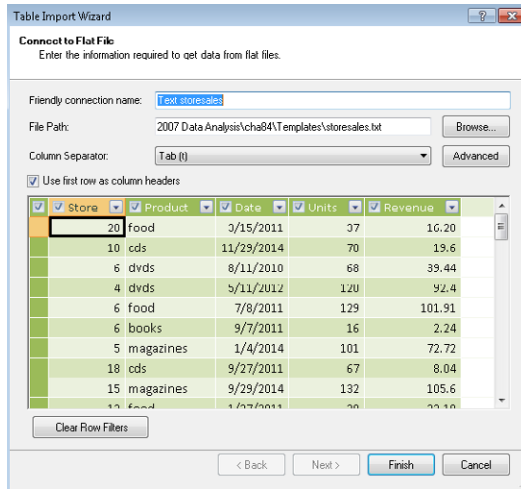 Table Import Wizard
Connect to Flat File
Enter the information required to get data from flat files.
Friendly connection name: Text storesales
File Path: 2007 Data Analysis\cha84\Templates\storesales.txt Browse...
Column Separator: Tab (t) Advanced
Use first row as column headers
Store Product Date Units Revenue
20 food 3/15/2011 37 16.20
10 cds 11/29/2014 70 19.6
6 dvds 8/11/2010 68 39.44
4 dvds 5/11/2012 120 92.4
6 food 7/8/2011 129 101.91
6 books 9/7/2011 16 2.24
5 magazines 1/4/2014 101 72.72
18 cds 9/27/2011 67 8.04
15 magazines 9/29/2014 132 105.6
food 1/27/2011
Clear Row Filters
< Back Next > Finish Cancel